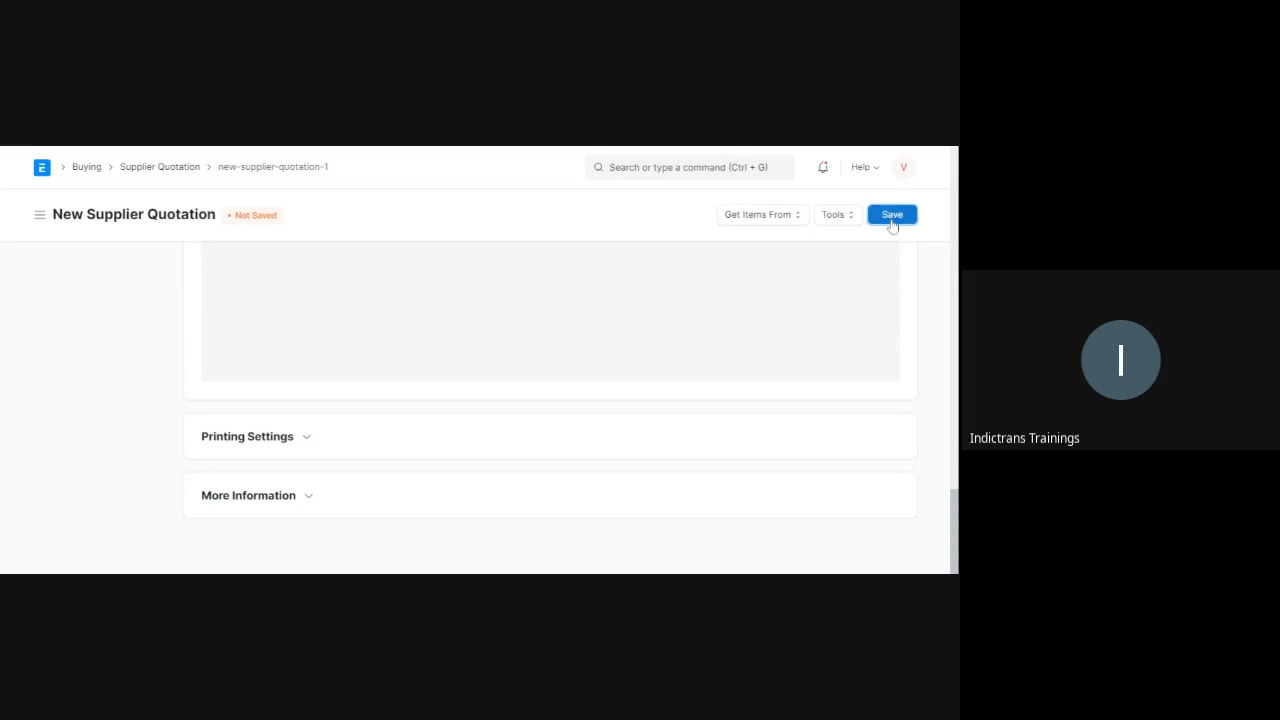 E > Buying > Supplier Quotation > new-supplier-quotation-1 Search or type a command (Ctrl + G) Help V
New Supplier Quotation • Not Saved Get Items From Tools Save
Printing Settings
More Information
I
Indictrans Trainings